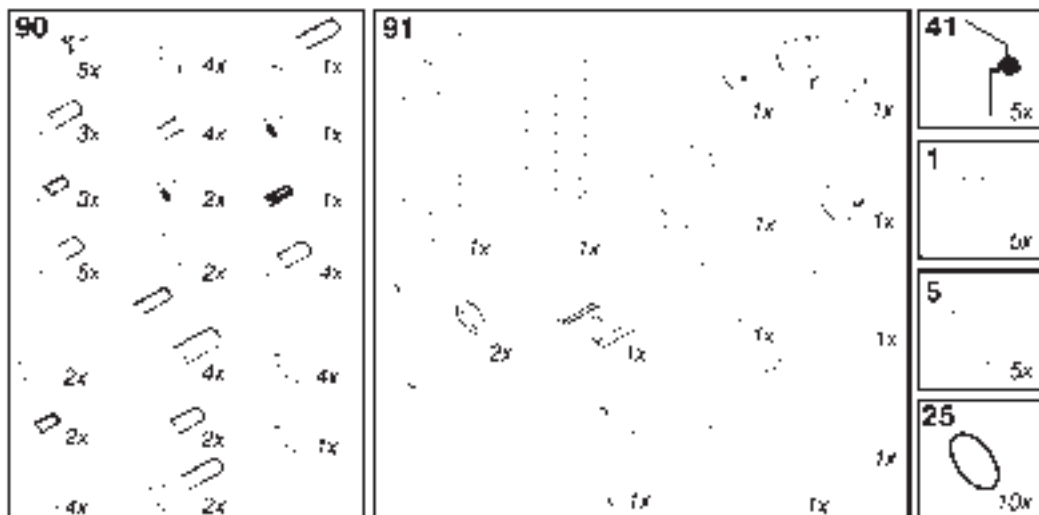 90
5x 4x 1x
3x 4x 1x
3x 2x 1x
5x 2x 4x
2x 4x 4x
2x 2x 1x
4x 2x
91
1x 1x
1x 1x 1x 1x
2x 1x 1x 1x
1x
1x 1x
41
5x
1
5x
5
5x
25
10x